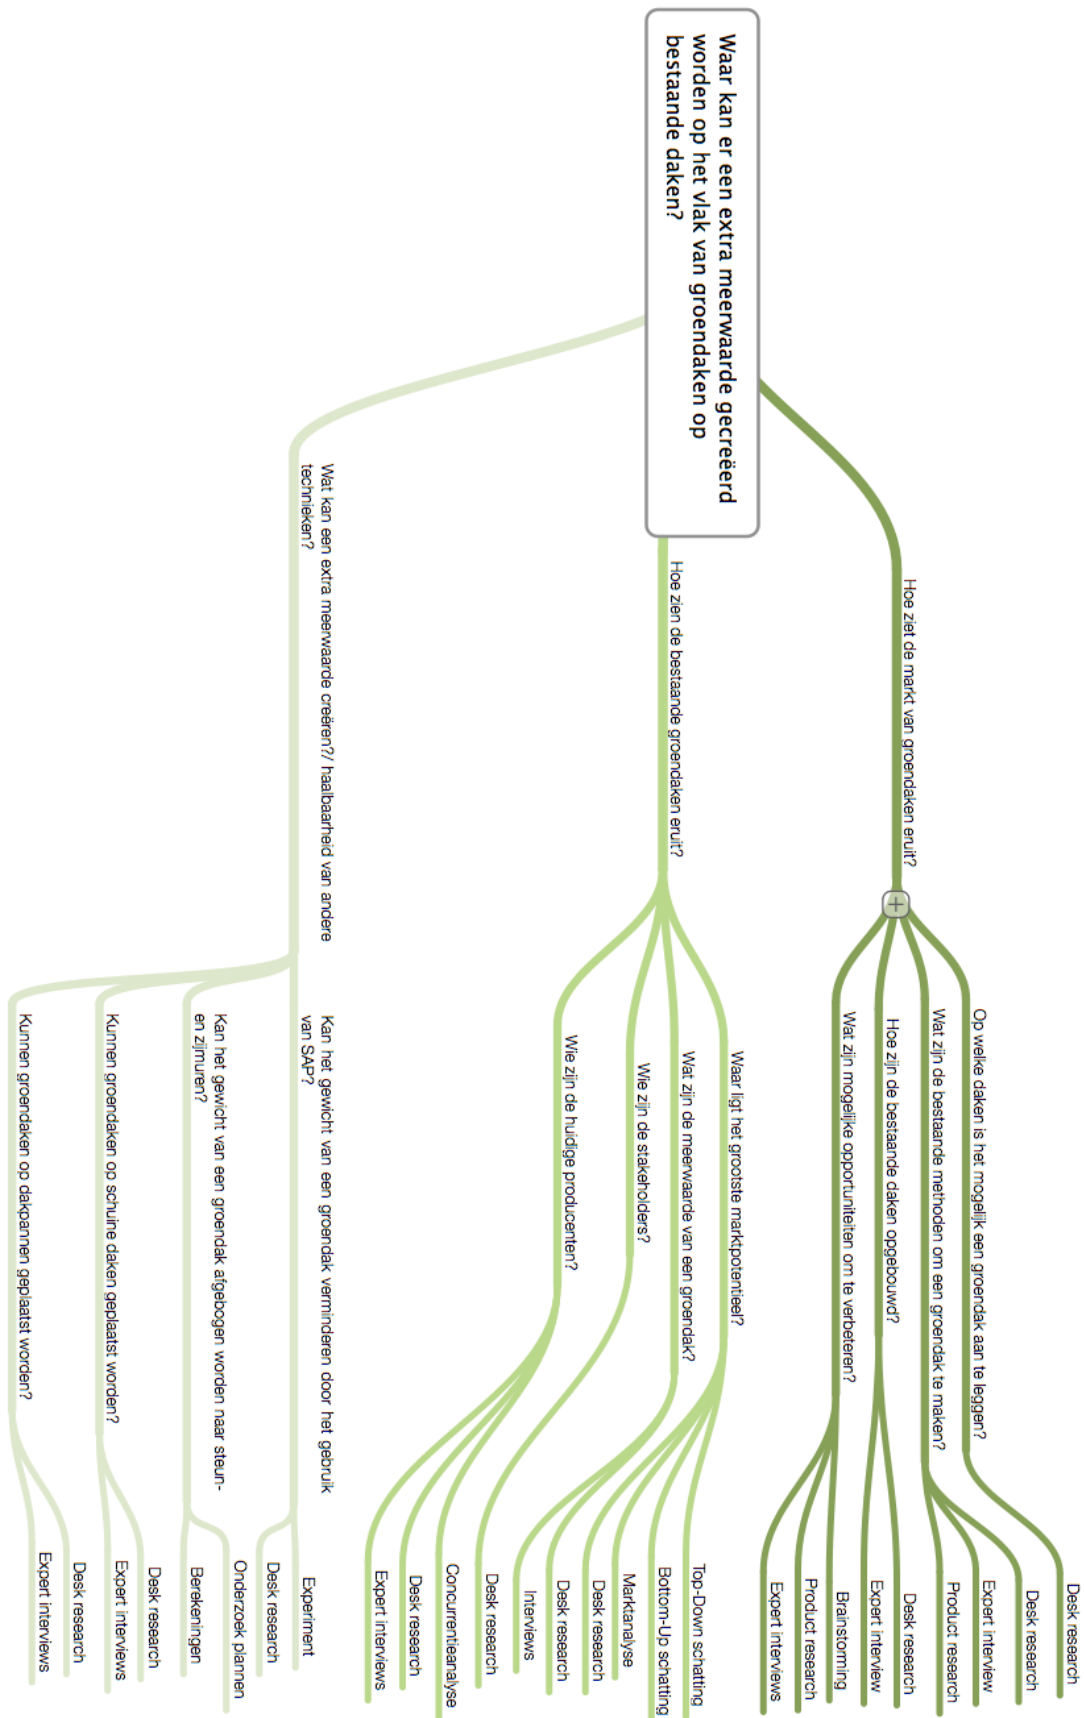 Waar kan er een extra meerwaarde gecreëerd
worden op het vlak van groendaken op
bestaande daken?
Hoe ziet de markt van groendaken eruit?
Op welke daken is het mogelijk een groendak aan te leggen?
Desk research
Wat zijn de bestaande methoden om een groendak te maken?
Desk research
Expert interview
Product research
Hoe zijn de bestaande daken opgebouwd?
Desk research
Expert interview
Wat zijn mogelijke opportuniteiten om te verbeteren?
Brainstorming
Product research
Expert interviews
Hoe zien de bestaande groendaken eruit?
Waar ligt het grootste marktpotentieel?
Top-Down schatting
Bottom-Up schatting
Marktanalyse
Desk research
Wat zijn de meerwaarde van een groendak?
Desk research
Interviews
Wie zijn de stakeholders?
Desk research
Wie zijn de huidige producenten?
Concurrentieanalyse
Desk research
Expert interviews
Wat kan een extra meerwaarde creëren?/ haalbaarheid van andere
technieken?
Kan het gewicht van een groendak verminderen door het gebruik
van SAP?
Experiment
Desk research
Kan het gewicht van een groendak afgebogen worden naar steun-
en zijmuren?
Onderzoek plannen
Berekeningen
Kunnen groendaken op schuine daken geplaatst worden?
Desk research
Expert interviews
Kunnen groendaken op dakpannen geplaatst worden?
Desk research
Expert interviews